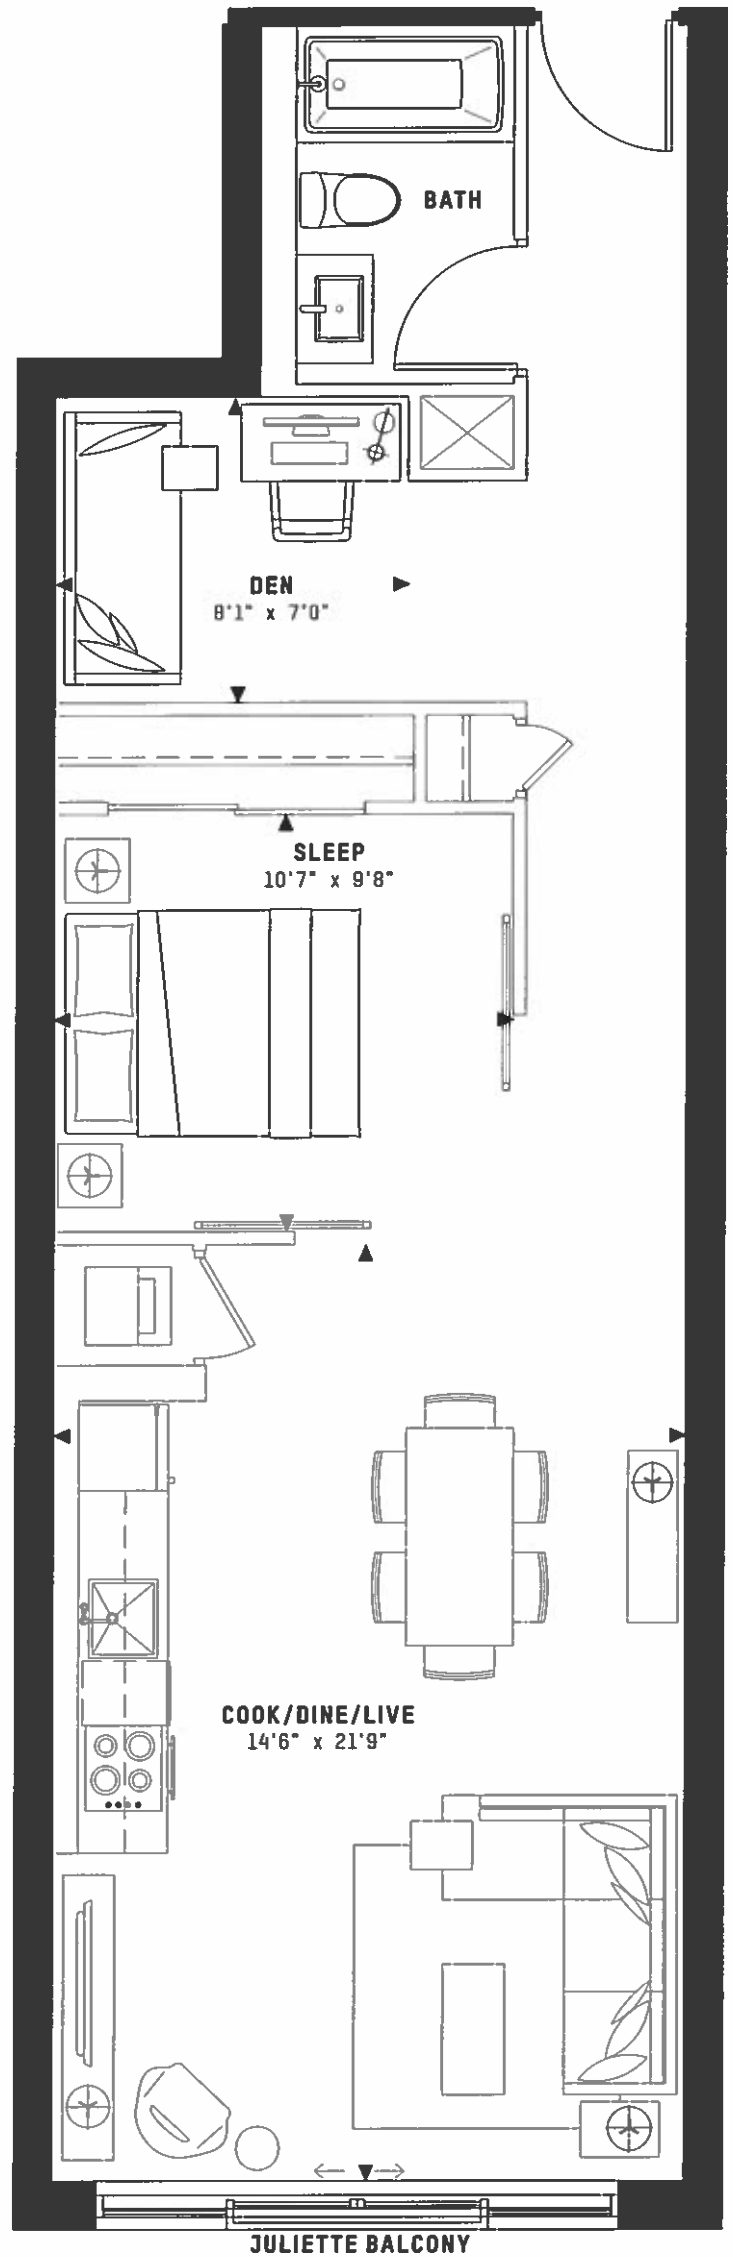 BATH
DEN
8'1" x 7'0"
SLEEP
10'7" x 9'8"
COOK/DINE/LIVE
14'6" x 21'9"
JULIETTE BALCONY